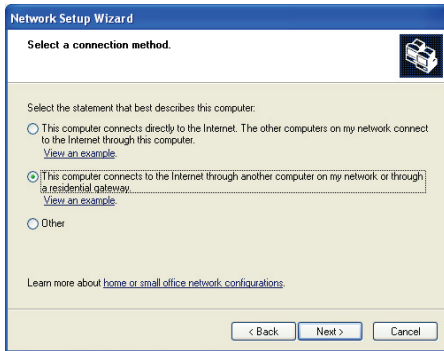 Network Setup Wizard
Select a connection method.
Select the statement that best describes this computer:
This computer connects directly to the Internet. The other computers on my network connect
to the Internet through this computer.
View an example.
This computer connects to the Internet through another computer on my network or through
a residential gateway.
View an example.
Other
Learn more about home or small office network configurations.
< Back
Next >
Cancel